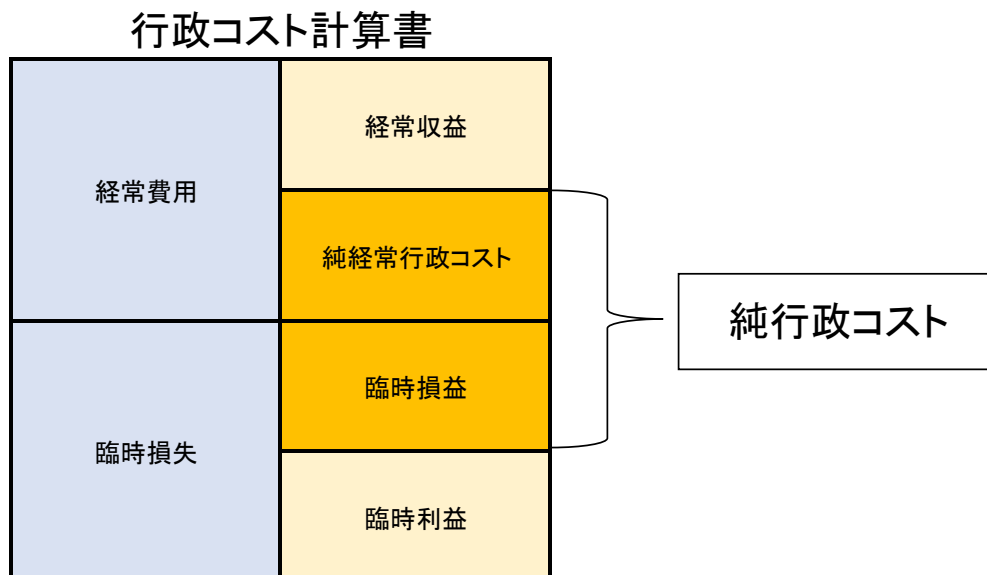 行政コスト計算書
経常費用
経常収益
純経常行政コスト
臨時損失
臨時損益
臨時利益
純行政コスト